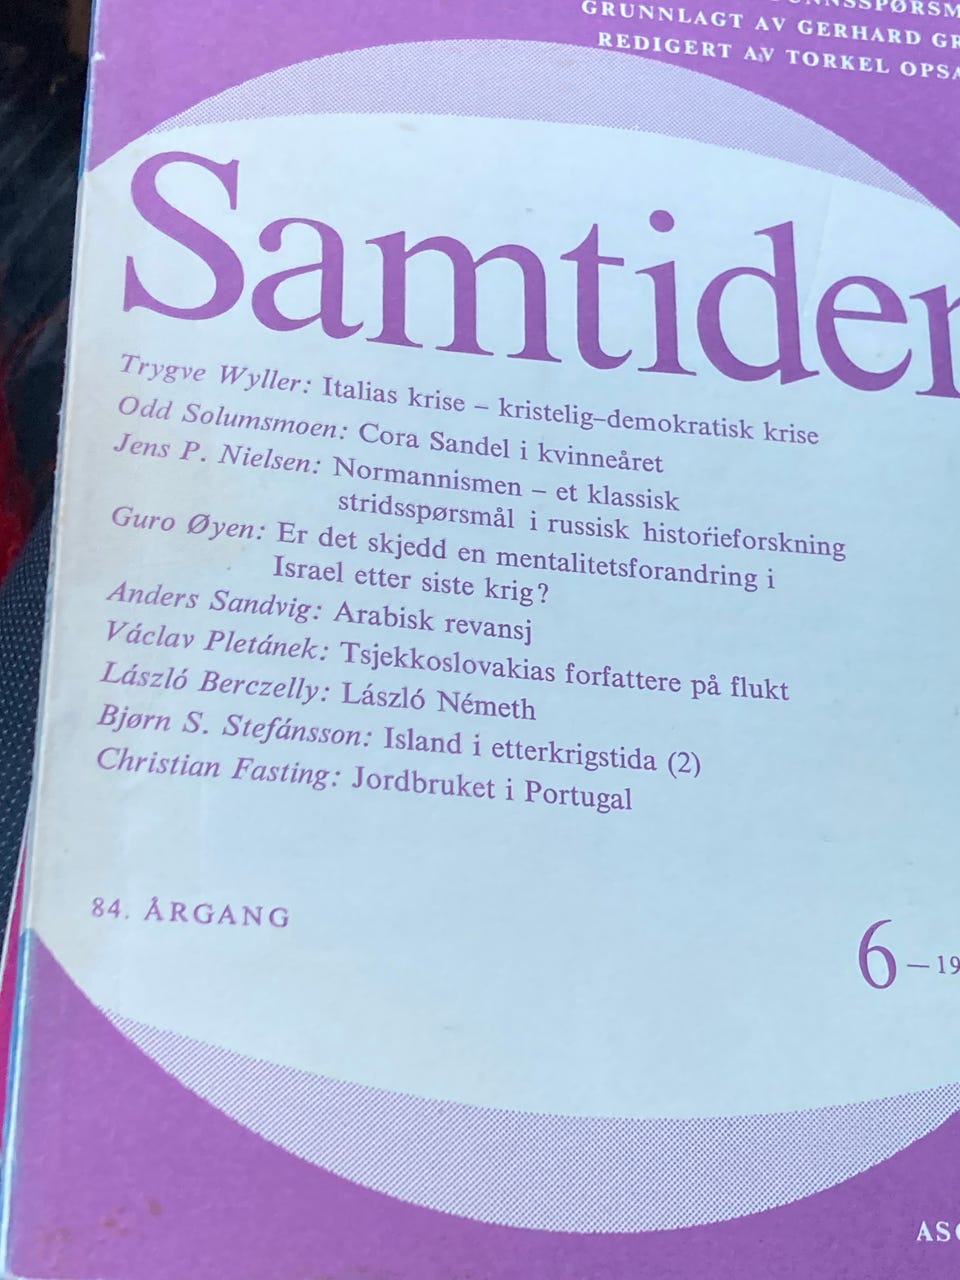 GRUNNLAGT AV GERHARD GR
REDIGERT AV TORKEL OPSA
Samtiden
Trygve Wyller: Italias krise – kristelig–demokratisk krise
Odd Solumsmoen: Cora Sandel i kvinneåret
Jens P. Nielsen: Normannismen – et klassisk
stridsspørsmål i russisk historieforskning
Guro Øyen: Er det skjedd en mentalitetsforandring i
Israel etter siste krig?
Anders Sandvig: Arabisk revansj
Václav Pletánek: Tsjekkoslovakias forfattere på flukt
László Berczelly: László Németh
Bjørn S. Stefánsson: Island i etterkrigstida (2)
Christian Fasting: Jordbruket i Portugal
84. ÅRGANG
6 – 19